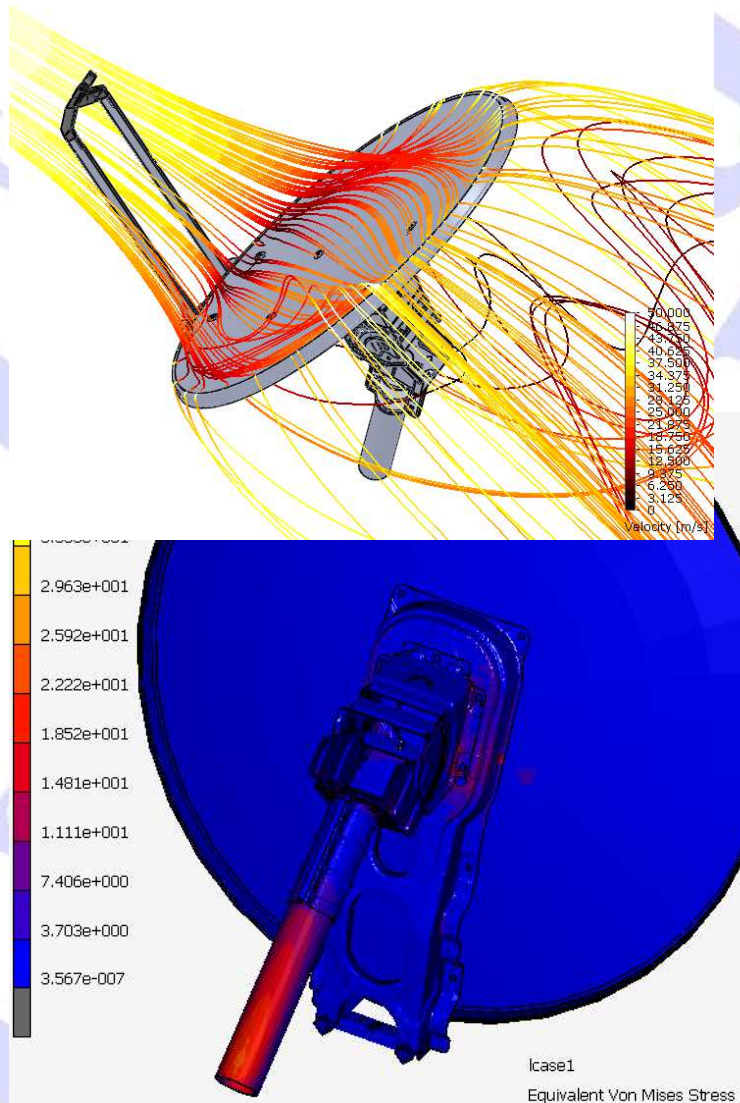 50.000
46.875
43.750
40.625
37.500
34.375
31.250
28.125
25.000
21.875
18.750
15.625
12.500
9.375
6.250
3.125
0
Velocity [m/s]
2.963e+001
2.592e+001
2.222e+001
1.852e+001
1.481e+001
1.111e+001
7.406e+000
3.703e+000
3.567e-007
lcase1
Equivalent Von Mises Stress